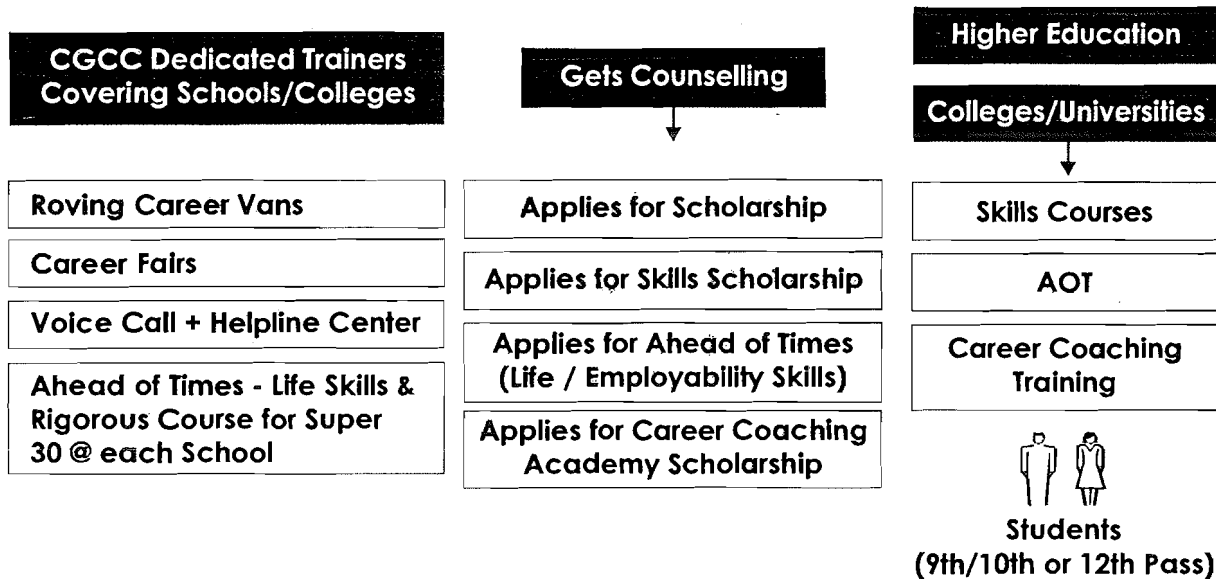 CGCC Dedicated Trainers
Covering Schools/Colleges
Roving Career Vans
Career Fairs
Voice Call + Helpline Center
Ahead of Times - Life Skills &
Rigorous Course for Super
30 @ each School
Gets Counselling
Applies for Scholarship
Applies for Skills Scholarship
Applies for Ahead of Times
(Life / Employability Skills)
Applies for Career Coaching
Academy Scholarship
Higher Education
Colleges/Universities
Skills Courses
AOT
Career Coaching
Training
Students
(9th/10th or 12th Pass)